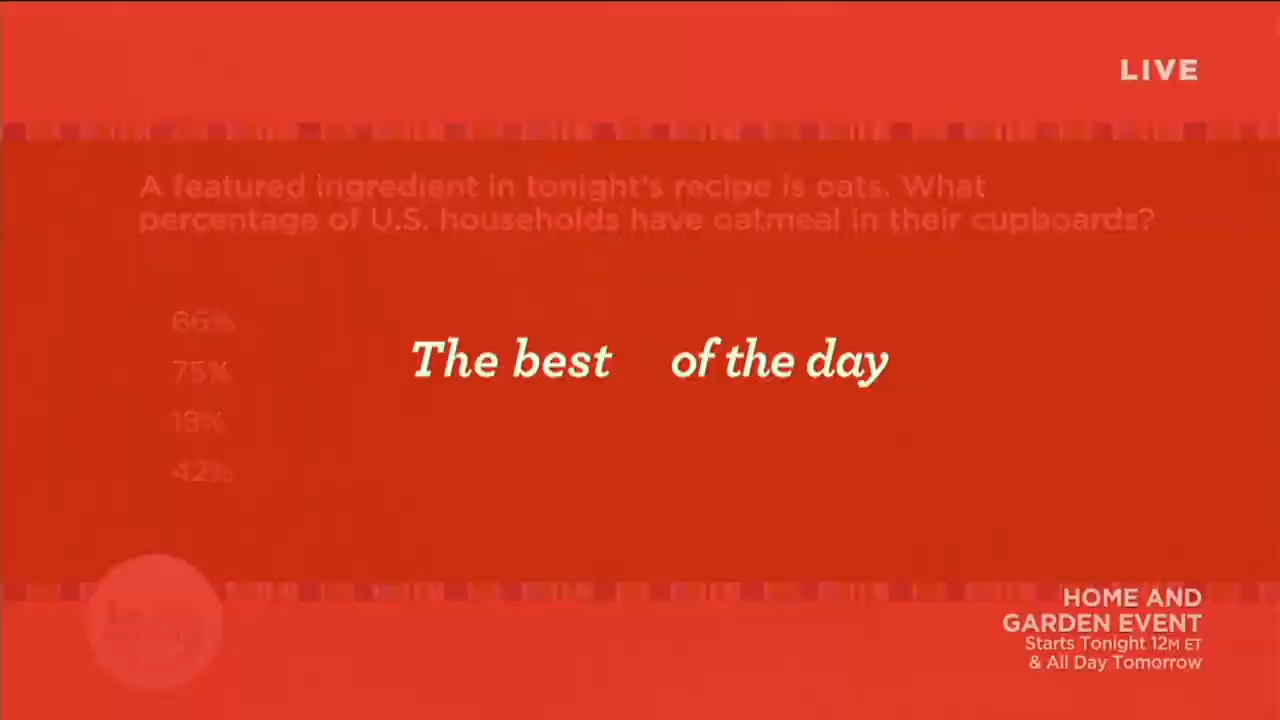 LIVE
A featured ingredient in tonight's recipe is oats. What
percentage of U.S. households have oatmeal in their cupboards?
66%
75%
18%
42%
The best of the day
HOME AND
GARDEN EVENT
Starts Tonight 12M ET
& All Day Tomorrow